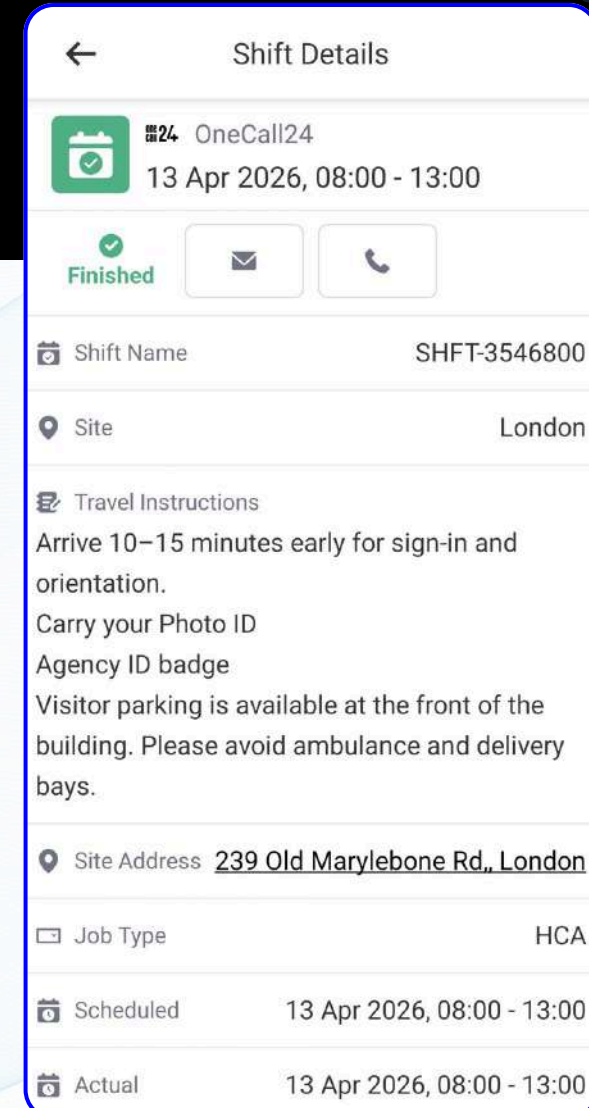 Shift Details
24 OneCall24
13 Apr 2026, 08:00 - 13:00
Finished
Shift Name SHFT-3546800
Site London
Travel Instructions
Arrive 10–15 minutes early for sign-in and
orientation.
Carry your Photo ID
Agency ID badge
Visitor parking is available at the front of the
building. Please avoid ambulance and delivery
bays.
Site Address 239 Old Marylebone Rd,, London
Job Type HCA
Scheduled 13 Apr 2026, 08:00 - 13:00
Actual 13 Apr 2026, 08:00 - 13:00